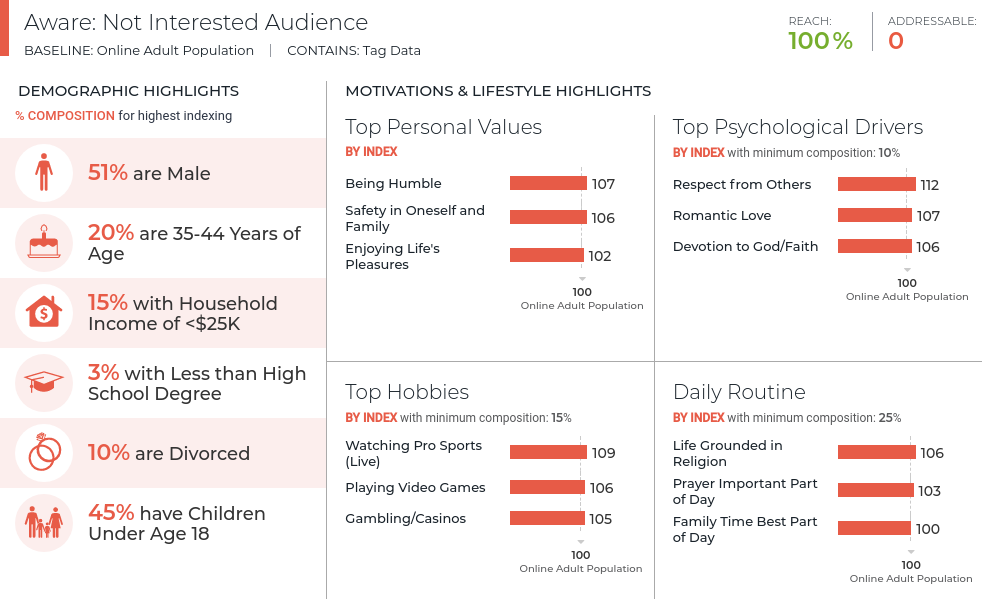 Aware: Not Interested Audience
BASELINE: Online Adult Population | CONTAINS: Tag Data
REACH:
100%
ADDRESSABLE:
0
DEMOGRAPHIC HIGHLIGHTS
% COMPOSITION for highest indexing
51% are Male
20% are 35-44 Years of
Age
15% with Household
Income of <$25K
3% with Less than High
School Degree
10% are Divorced
45% have Children
Under Age 18
MOTIVATIONS & LIFESTYLE HIGHLIGHTS
Top Personal Values
BY INDEX
Being Humble 107
Safety in Oneself and
Family 106
Enjoying Life's
Pleasures 102
100
Online Adult Population
Top Psychological Drivers
BY INDEX with minimum composition: 10%
Respect from Others 112
Romantic Love 107
Devotion to God/Faith 106
100
Online Adult Population
Top Hobbies
BY INDEX with minimum composition: 15%
Watching Pro Sports
(Live) 109
Playing Video Games 106
Gambling/Casinos 105
100
Online Adult Population
Daily Routine
BY INDEX with minimum composition: 25%
Life Grounded in
Religion 106
Prayer Important Part
of Day 103
Family Time Best Part
of Day 100
100
Online Adult Population